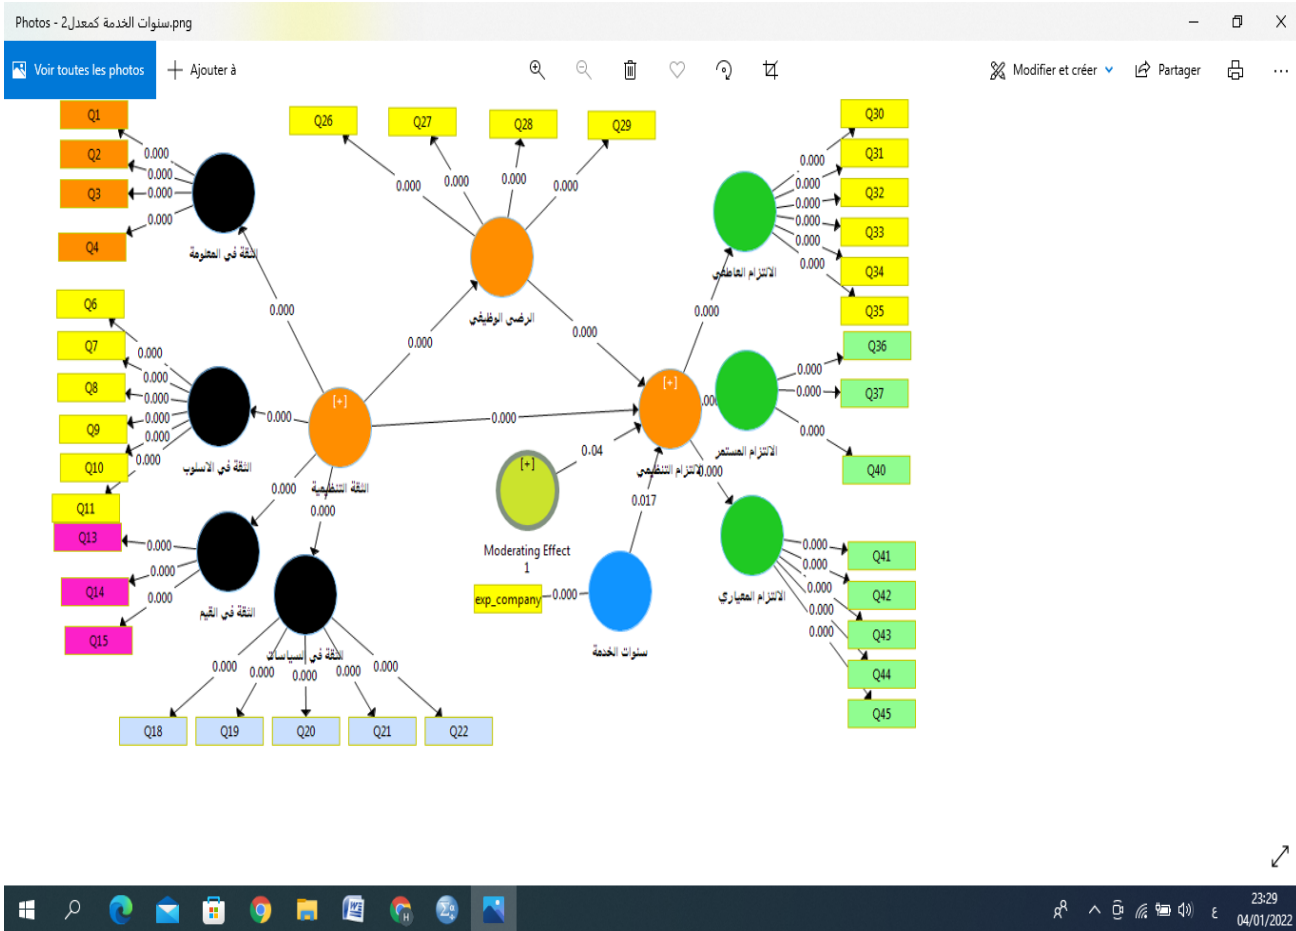 Photos - سنوات الخدمة كمعدل2.png
Voir toutes les photos
Ajouter à
Modifier et créer
Partager
Q1
Q2
Q3
Q4
0.000
0.000
0.000
0.000
الثقة في المعلومة
Q26
Q27
Q28
Q29
0.000
0.000
0.000
0.000
الرضى الوظيفي
Q30
Q31
Q32
Q33
Q34
Q35
0.000
0.000
0.000
0.000
0.000
0.000
الالتزام العاطفي
0.000
0.000
0.000
0.000
Q6
Q7
Q8
Q9
Q10
Q11
0.000
0.000
0.000
0.000
0.000
0.000
الثقة في الاسلوب
0.000
[+]
الثقة التنظيمية
0.000
[+]
الالتزام التنظيمي
Q36
Q37
Q40
0.000
0.000
0.000
الالتزام المستمر
0.000
0.000
0.000
0.04
0.017
[+]
Moderating Effect
1
exp_company
0.000
سنوات الخدمة
Q13
Q14
Q15
0.000
0.000
0.000
الثقة في القيم
الثقة في السياسات
0.000
0.000
0.000
0.000
0.000
Q18
Q19
Q20
Q21
Q22
Q41
Q42
Q43
Q44
Q45
0.000
0.000
0.000
0.000
0.000
الالتزام المعياري
ع
23:29
04/01/2022